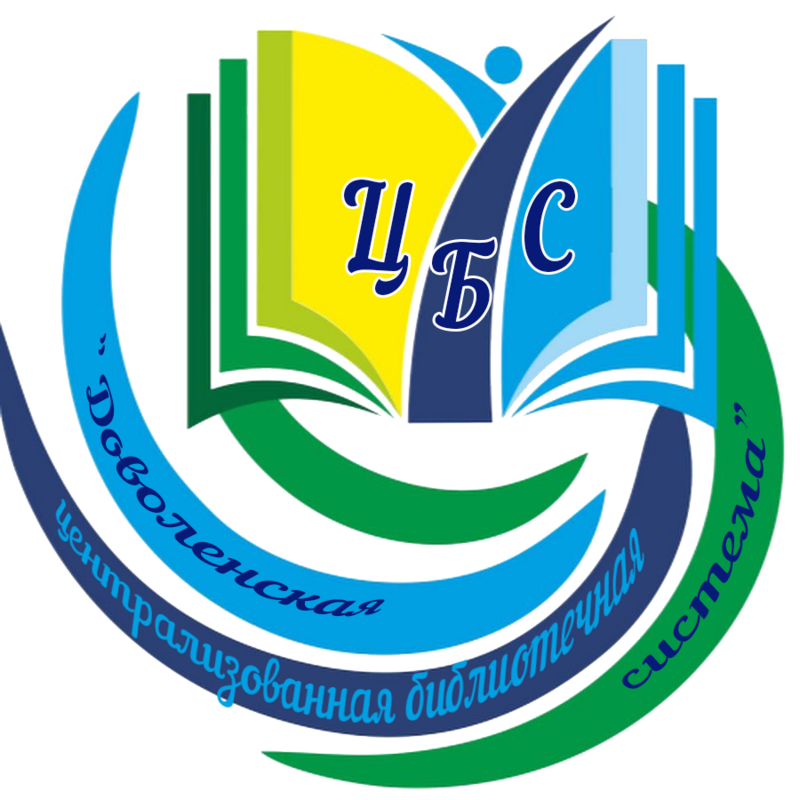 ЦБС
"Доволенская
централизованная библиотечная
система"